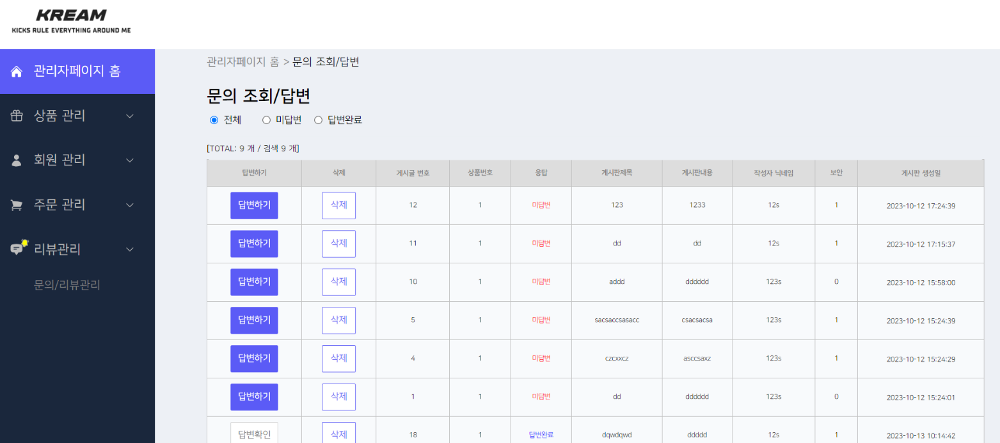 KREAM
KICKS RULE EVERYTHING AROUND ME
관리자페이지 홈
상품 관리
회원 관리
주문 관리
리뷰관리
문의/리뷰관리
관리자페이지 홈 > 문의 조회/답변
문의 조회/답변
전체 미답변 답변완료
[TOTAL: 9 개 / 검색 9 개]
답변하기 삭제 게시글 번호 상품번호 응답 게시판제목 게시판내용 작성자 닉네임 보안 게시판 생성일
답변하기 삭제 12 1 미답변 123 1233 12s 1 2023-10-12 17:24:39
답변하기 삭제 11 1 미답변 dd dd 12s 1 2023-10-12 17:15:37
답변하기 삭제 10 1 미답변 addd dddddd 123s 0 2023-10-12 15:58:00
답변하기 삭제 5 1 미답변 sacsaccsasacc csacsacsa 123s 1 2023-10-12 15:24:39
답변하기 삭제 4 1 미답변 czcxxcz asccsaxz 123s 1 2023-10-12 15:24:29
답변하기 삭제 1 1 미답변 dd dddddd 123s 0 2023-10-12 15:24:01
답변확인 삭제 18 1 답변완료 dqwdqwd ddddd 12s 1 2023-10-13 10:14:42